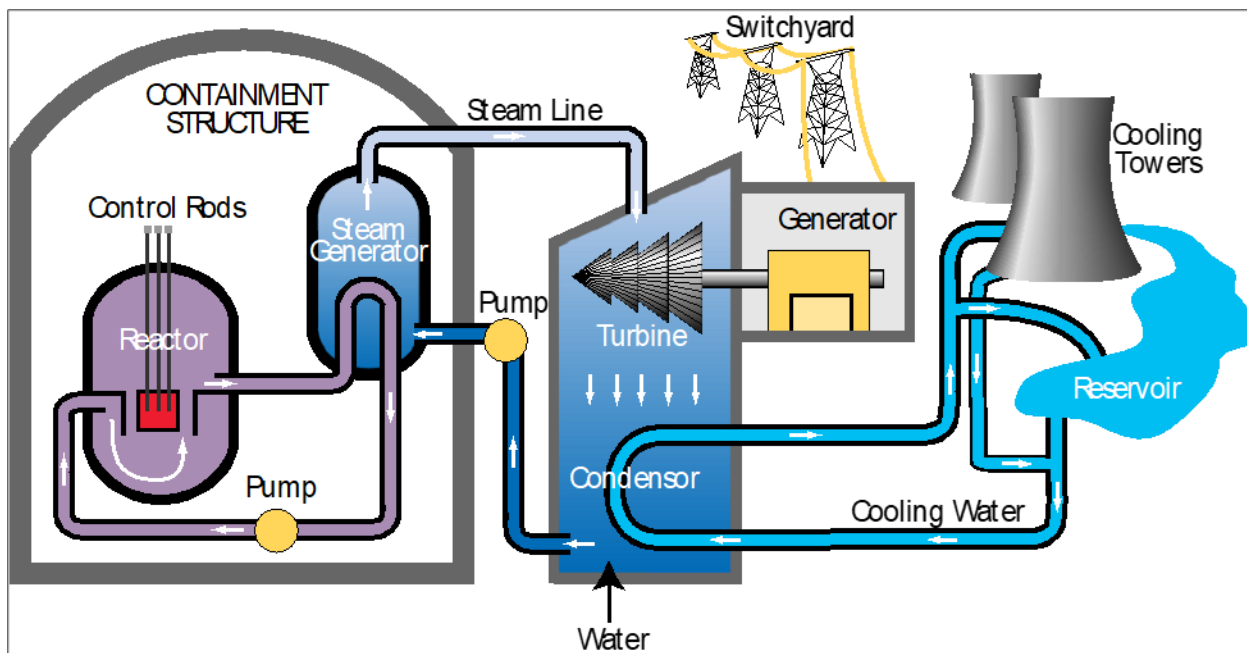 Switchyard
CONTAINMENT
STRUCTURE
Steam Line
Cooling
Towers
Control Rods
Steam
Generator
Generator
Pump
Reactor
Turbine
Reservoir
Condensor
Pump
Cooling Water
Water